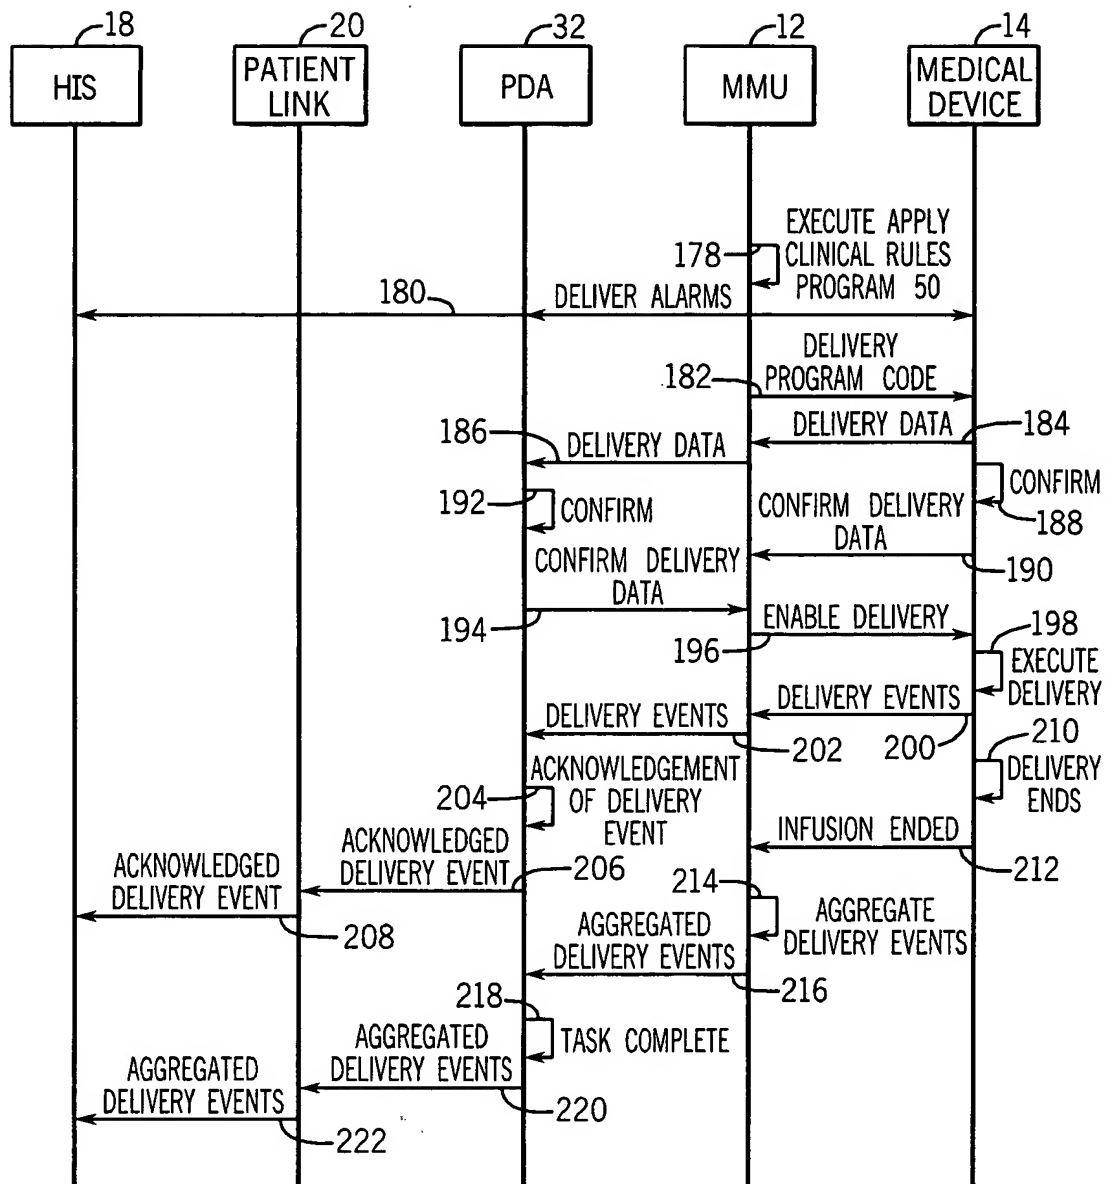 18
20
32
12
14
HIS
PATIENT
LINK
PDA
MMU
MEDICAL
DEVICE
178
EXECUTE APPLY
CLINICAL RULES
PROGRAM 50
180
DELIVER ALARMS
182
DELIVERY
PROGRAM CODE
DELIVERY DATA
184
186
DELIVERY DATA
192
CONFIRM
CONFIRM
188
CONFIRM DELIVERY
DATA
190
CONFIRM DELIVERY
DATA
194
ENABLE DELIVERY
196
198
EXECUTE
DELIVERY
DELIVERY EVENTS
200
DELIVERY EVENTS
202
210
DELIVERY
ENDS
204
ACKNOWLEDGEMENT
OF DELIVERY
EVENT
INFUSION ENDED
212
ACKNOWLEDGED
DELIVERY EVENT
206
ACKNOWLEDGED
DELIVERY EVENT
208
214
AGGREGATE
DELIVERY EVENTS
AGGREGATED
DELIVERY EVENTS
216
218
TASK COMPLETE
AGGREGATED
DELIVERY EVENTS
220
AGGREGATED
DELIVERY EVENTS
222